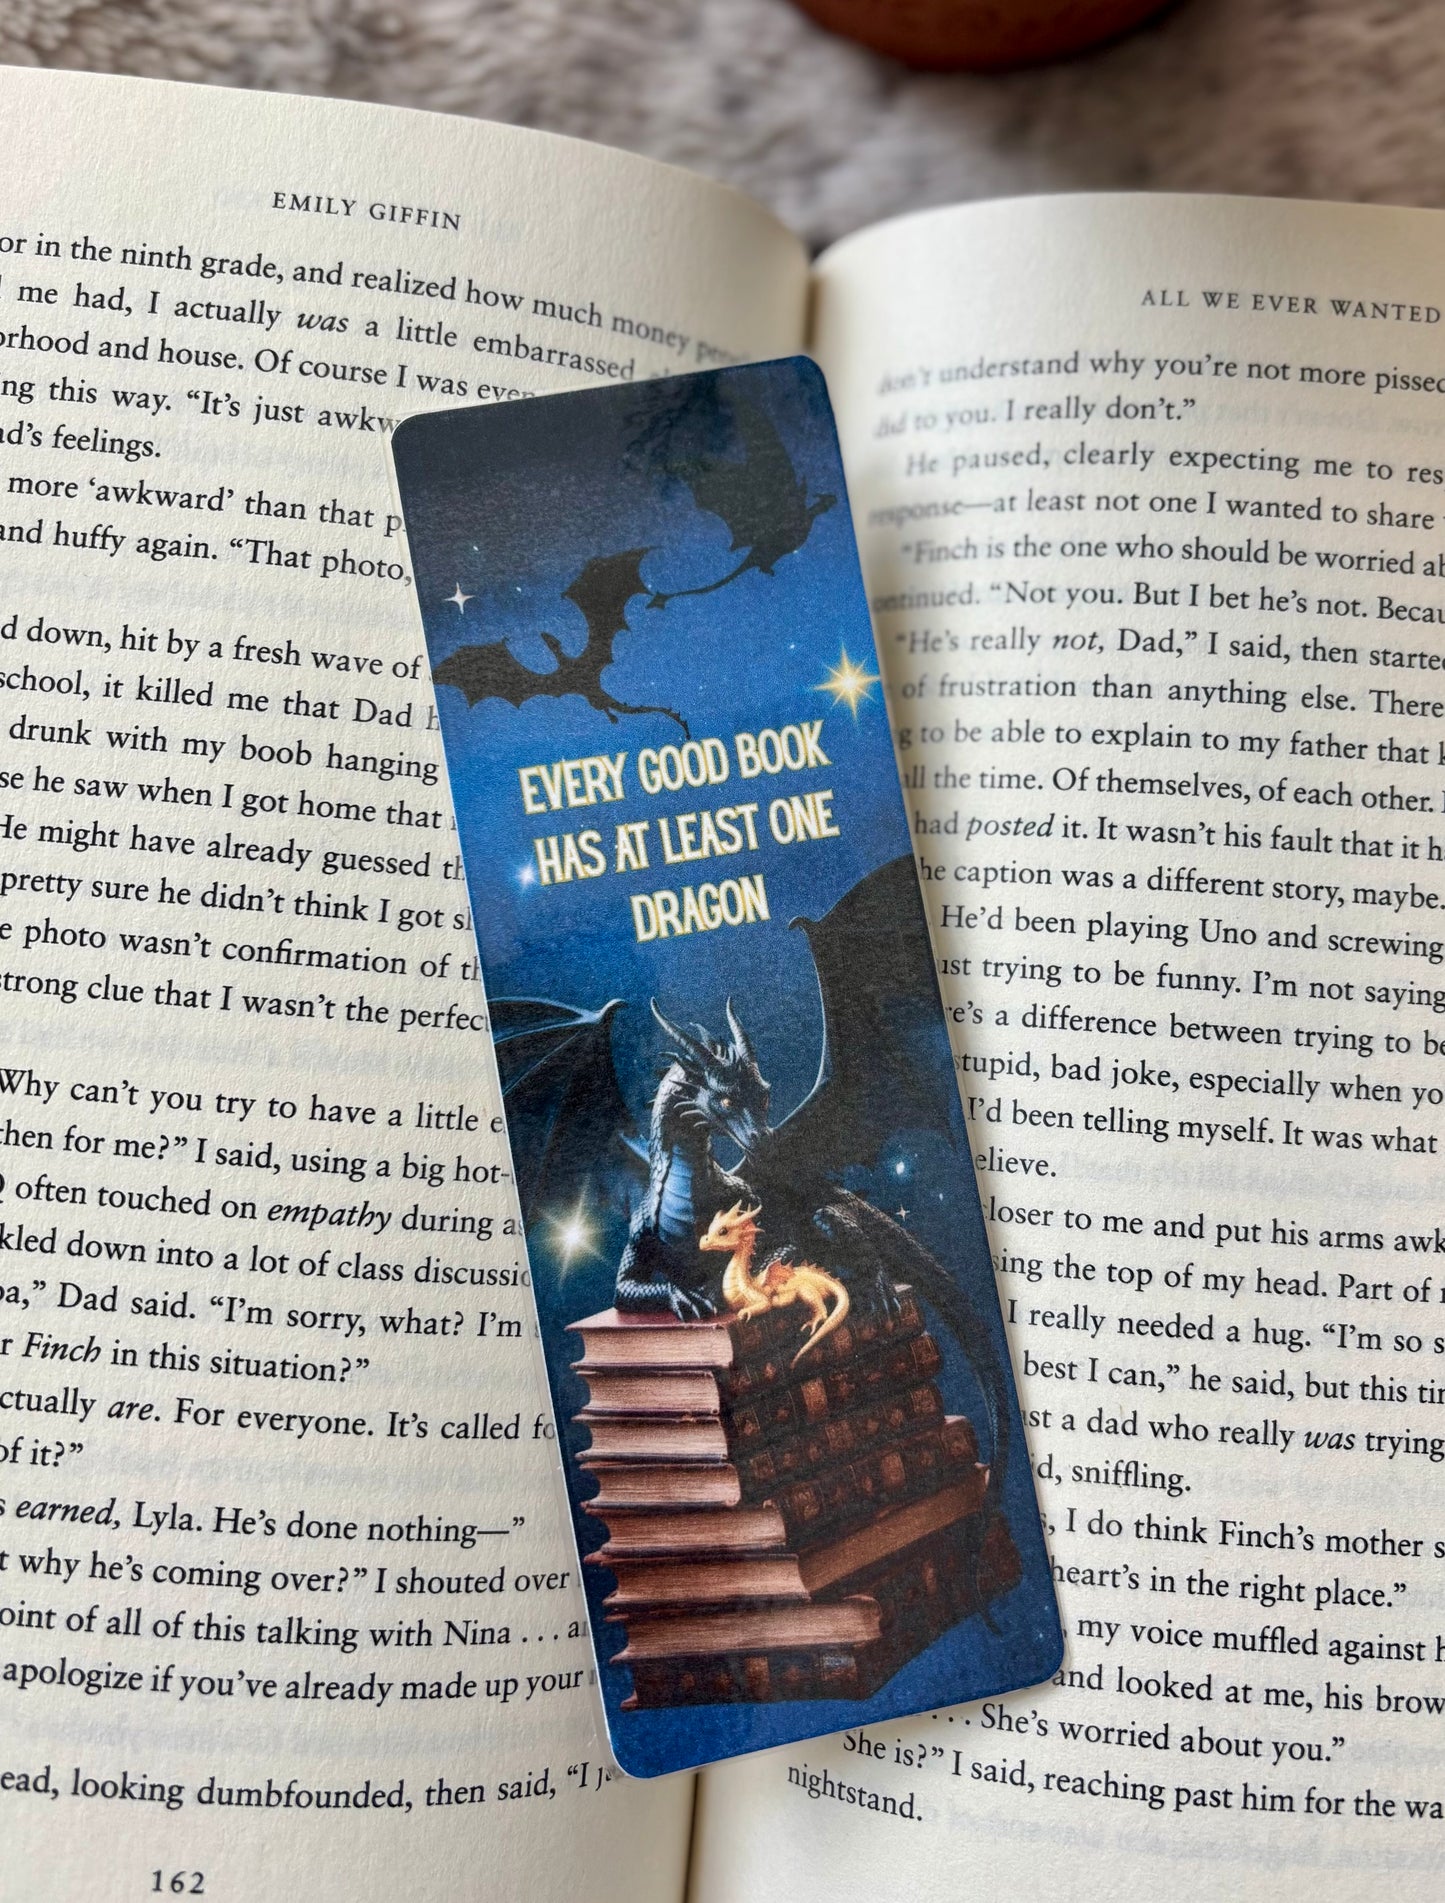 EMILY GIFFIN
or in the ninth grade, and realized how much money
me had, I actually was a little embarrassed
orhood and house. Of course I was even
ing this way. “It’s just awkw
ad’s feelings.
more ‘awkward’ than that
and huffy again. “That photo,
d down, hit by a fresh wave of
school, it killed me that Dad
drunk with my boob hanging
se he saw when I got home that
He might have already guessed th
pretty sure he didn’t think I got
e photo wasn’t confirmation of th
strong clue that I wasn’t the perfec
Why can’t you try to have a little
then for me?” I said, using a big hot-
Q often touched on empathy during
kled down into a lot of class discussio
pa,” Dad said. “I’m sorry, what? I’m
r Finch in this situation?”
ctually are. For everyone. It’s called fo
of it?”
s earned, Lyla. He’s done nothing—”
t why he’s coming over?” I shouted over
oint of all of this talking with Nina . . .
apologize if you’ve already made up your
ead, looking dumbfounded, then said, “I
162
EVERY GOOD BOOK
HAS AT LEAST ONE
DRAGON
ALL WE EVER WANTED
don’t understand why you’re not more pissed
did to you. I really don’t.”
He paused, clearly expecting me to res
response—at least not one I wanted to share
“Finch is the one who should be worried ab
continued. “Not you. But I bet he’s not. Becau
“He’s really not, Dad,” I said, then started
of frustration than anything else. There
g to be able to explain to my father that
all the time. Of themselves, of each other.
had posted it. It wasn’t his fault that it h
he caption was a different story, maybe.
He’d been playing Uno and screwing
ust trying to be funny. I’m not saying
re’s a difference between trying to be
stupid, bad joke, especially when yo
I’d been telling myself. It was what
elieve.
loser to me and put his arms awk
sing the top of my head. Part of
I really needed a hug. “I’m so s
best I can,” he said, but this tim
ust a dad who really was trying
id, sniffling.
s, I do think Finch’s mother s
heart’s in the right place.”
my voice muffled against h
and looked at me, his brow
. . . She’s worried about you.”
She is?” I said, reaching past him for the wa
nightstand.